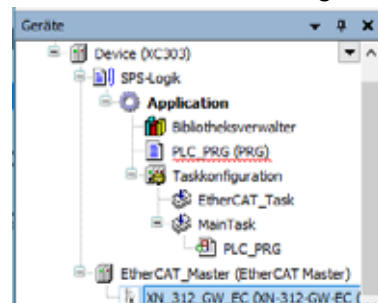 Geräte
Device (XC303)
SPS-Logik
Application
Bibliotheksverwalter
PLC_PRG (PRG)
Taskkonfiguration
EtherCAT_Task
MainTask
PLC_PRG
EtherCAT_Master (EtherCAT Master)
XN_312_GW_EC (XN-312-GW-EC (